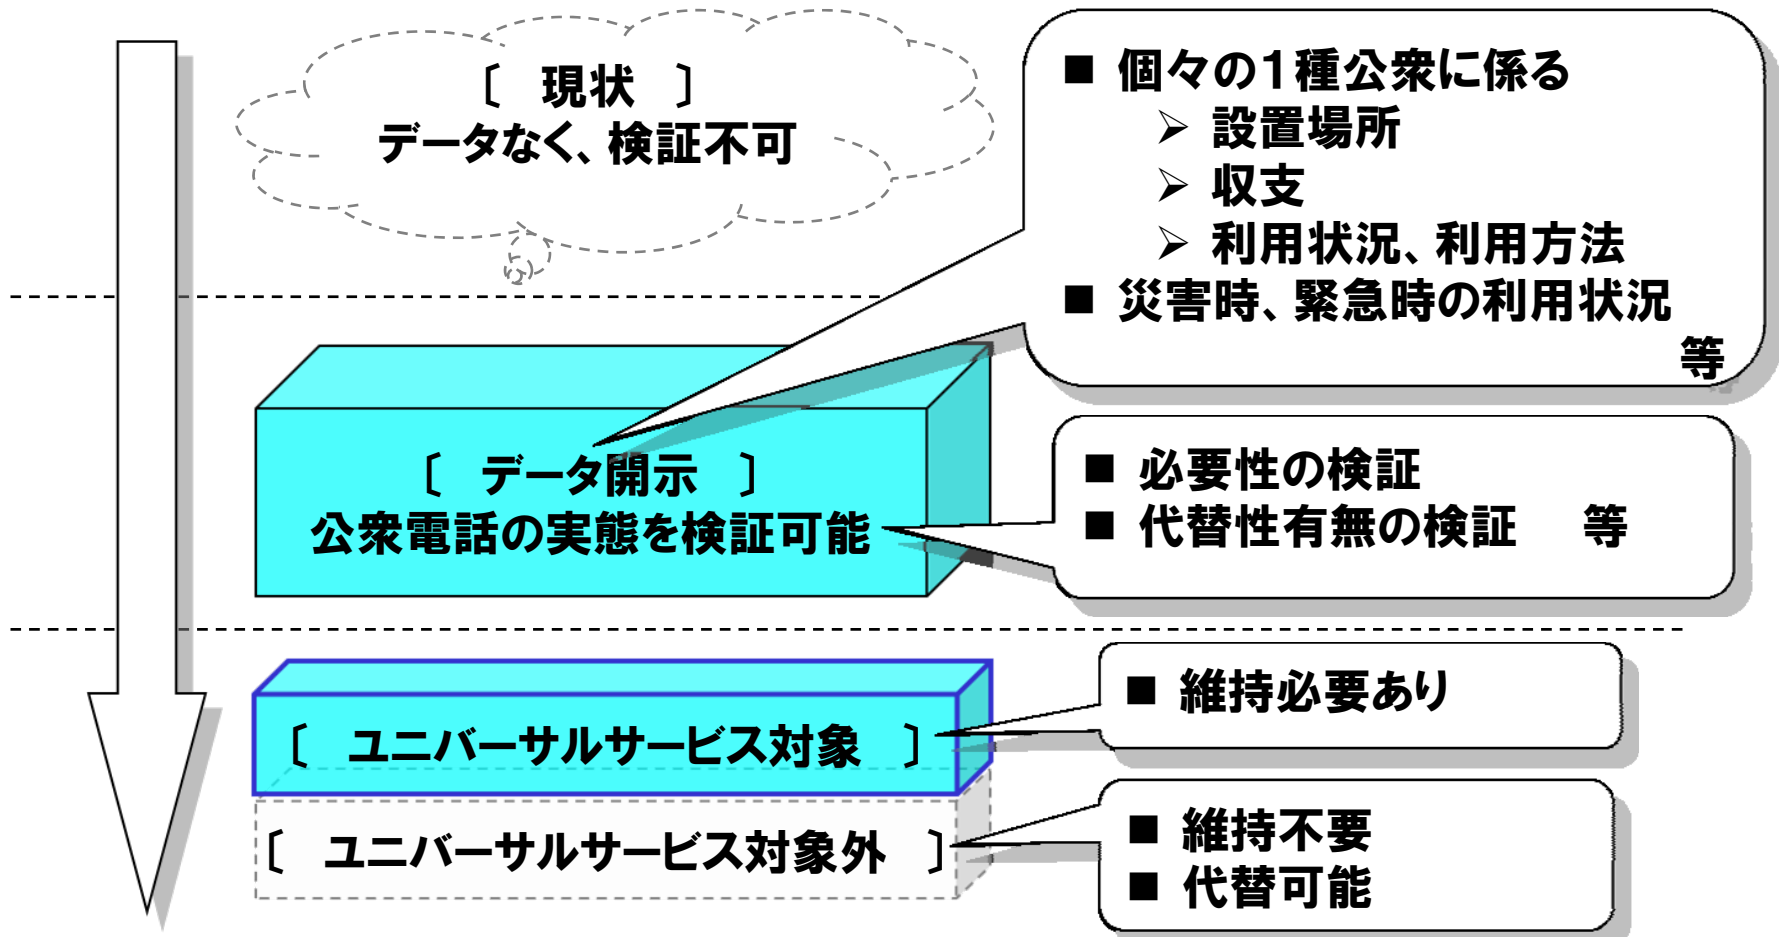 〔　現状　〕
データなく、検証不可
■ 個々の１種公衆に係る
➢ 設置場所
➢ 収支
➢ 利用状況、利用方法
■ 災害時、緊急時の利用状況
等
〔　データ開示　〕
公衆電話の実態を検証可能
■ 必要性の検証
■ 代替性有無の検証　等
〔　ユニバーサルサービス対象　〕
■ 維持必要あり
〔　ユニバーサルサービス対象外　〕
■ 維持不要
■ 代替可能